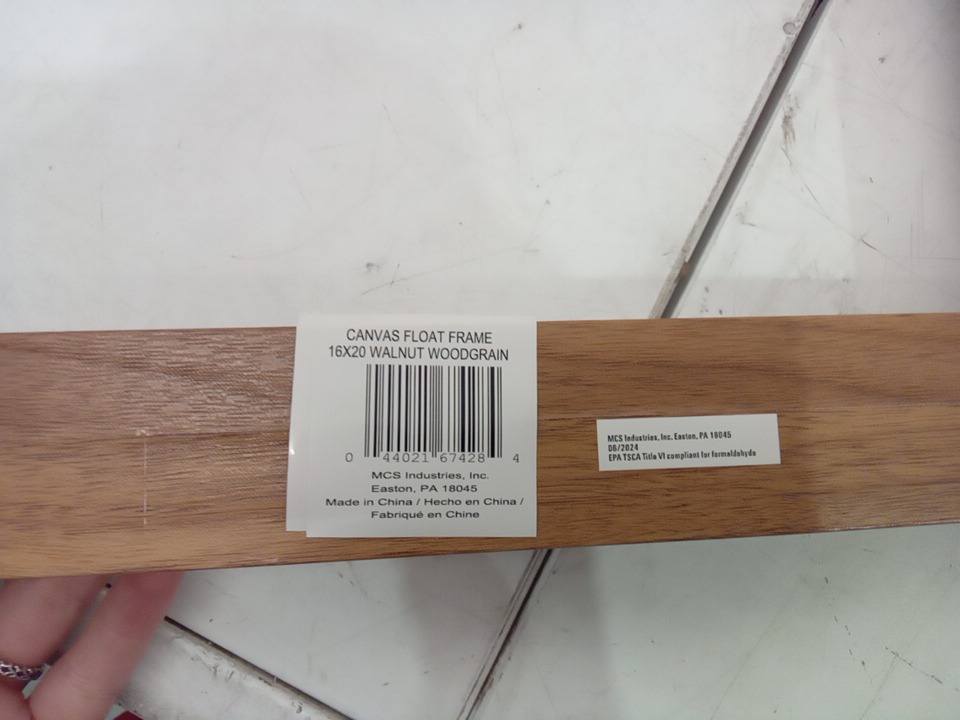 CANVAS FLOAT FRAME
16X20 WALNUT WOODGRAIN
0 44021 67428 4
MCS Industries, Inc.
Easton, PA 18045
Made in China / Hecho en China /
Fabriqué en Chine
MCS Industries, Inc. Easton, PA 18045
06/2024
EPA TSCA Title VI compliant for formaldehyde